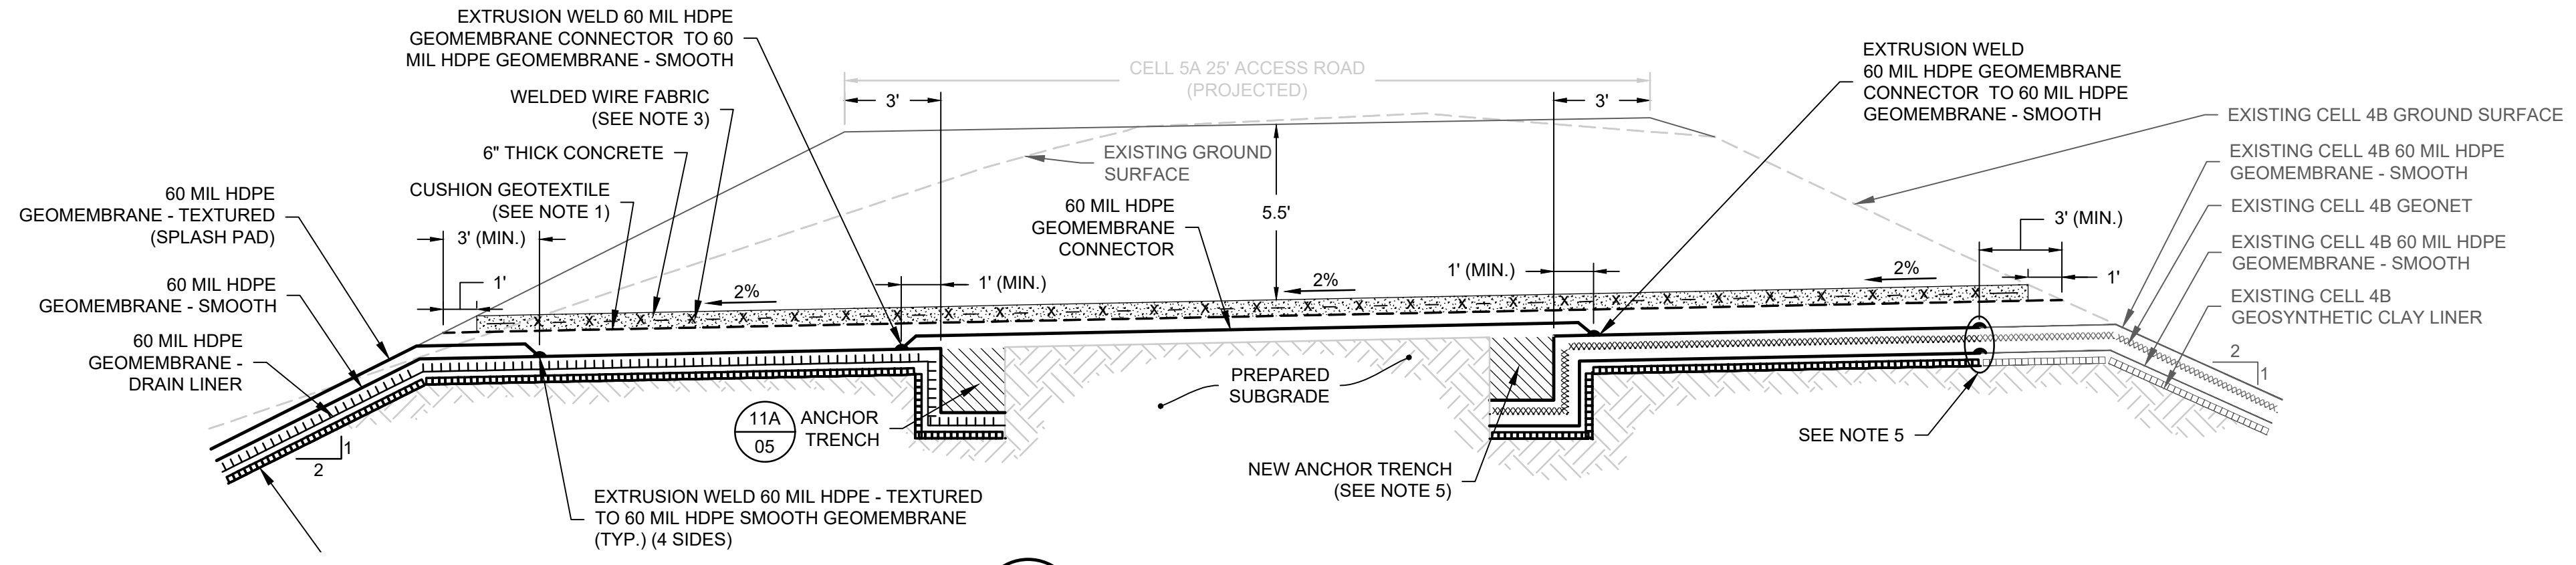 EXTRUSION WELD 60 MIL HDPE
GEOMEMBRANE CONNECTOR TO 60
MIL HDPE GEOMEMBRANE - SMOOTH
WELDED WIRE FABRIC
(SEE NOTE 3)
6" THICK CONCRETE
CUSHION GEOTEXTILE
(SEE NOTE 1)
60 MIL HDPE
GEOMEMBRANE - TEXTURED
(SPLASH PAD)
3' (MIN.)
1'
60 MIL HDPE
GEOMEMBRANE - SMOOTH
60 MIL HDPE
GEOMEMBRANE -
DRAIN LINER
2
1
CELL 5A 25' ACCESS ROAD
(PROJECTED)
3'
3'
EXISTING GROUND
SURFACE
60 MIL HDPE
GEOMEMBRANE
CONNECTOR
5.5'
2%
1' (MIN.)
2%
1' (MIN.)
2%
11A
05
ANCHOR
TRENCH
PREPARED
SUBGRADE
EXTRUSION WELD 60 MIL HDPE - TEXTURED
TO 60 MIL HDPE SMOOTH GEOMEMBRANE
(TYP.) (4 SIDES)
NEW ANCHOR TRENCH
(SEE NOTE 5)
EXTRUSION WELD
60 MIL HDPE GEOMEMBRANE
CONNECTOR TO 60 MIL HDPE
GEOMEMBRANE - SMOOTH
3' (MIN.)
1'
SEE NOTE 5
EXISTING CELL 4B GROUND SURFACE
EXISTING CELL 4B 60 MIL HDPE
GEOMEMBRANE - SMOOTH
EXISTING CELL 4B GEONET
EXISTING CELL 4B 60 MIL HDPE
GEOMEMBRANE - SMOOTH
EXISTING CELL 4B
GEOSYNTHETIC CLAY LINER
2
1